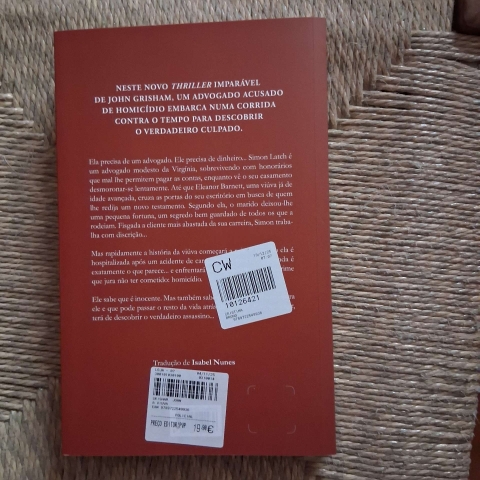 NESTE NOVO THRILLER IMPARÁVEL
DE JOHN GRISHAM, UM ADVOGADO ACUSADO
DE HOMICÍDIO EMBARCA NUMA CORRIDA
CONTRA O TEMPO PARA DESCOBRIR
O VERDADEIRO CULPADO.
Ela precisa de um advogado. Ele precisa de dinheiro... Simon Latch é
um advogado modesto da Virgínia, sobrevivendo com honorários
que mal lhe permitem pagar as contas, enquanto vê o seu casamento
desmoronar-se lentamente. Até que Eleanor Barnett, uma viúva já de
idade avançada, cruza as portas do seu escritório em busca de quem
lhe redija um novo testamento. Segundo ela, o marido deixou-lhe
uma pequena fortuna, um segredo bem guardado de todos os que a
rodeiam. Fisgada a cliente mais abastada da sua carreira, Simon traba-
lha com discrição...
Mas rapidamente a história da viúva começa ela é
hospitalizada após um acidente de car é
exatamente o que parece... e enfrentar
que jura não ter cometido: homicídio.
Ele sabe que é inocente. Mas também sab
ele e que pode passar o resto da vida atrá
terá de descobrir o verdadeiro assassino...
CW
10126421
Tradução de Isabel Nunes
PREÇO EDITOR/PVP 19.90€